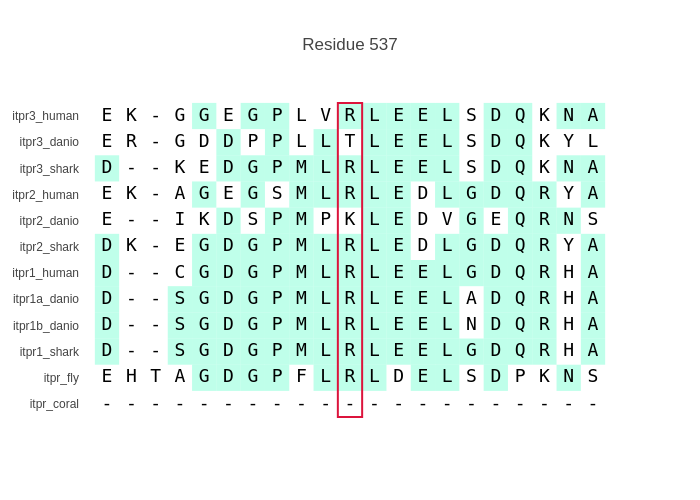 Residue 537
itpr3_human E K - G G E G P L V R L E E L S D Q K N A
itpr3_danio E R - G D D P P L L T L E E L S D Q K Y L
itpr3_shark D - - K E D G P M L R L E E L S D Q K N A
itpr2_human E K - A G E G S M L R L E D L G D Q R Y A
itpr2_danio E - - I K D S P M P K L E D V G E Q R N S
itpr2_shark D K - E G D G P M L R L E D L G D Q R Y A
itpr1_human D - - C G D G P M L R L E E L G D Q R H A
itpr1a_danio D - - S G D G P M L R L E E L A D Q R H A
itpr1b_danio D - - S G D G P M L R L E E L N D Q R H A
itpr1_shark D - - S G D G P M L R L E E L G D Q R H A
itpr_fly E H T A G D G P F L R L D E L S D P K N S
itpr_coral - - - - - - - - - - - - - - - - - - - - -